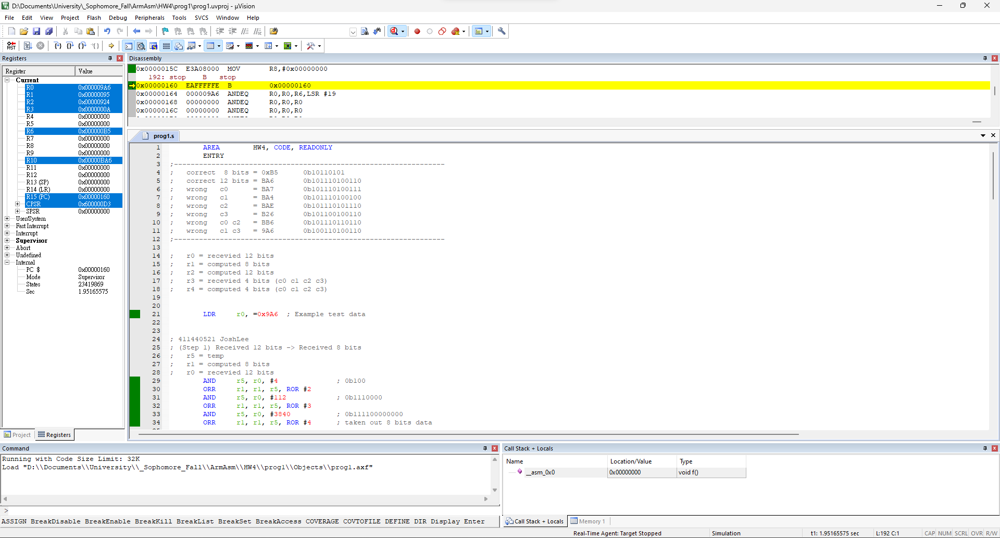 D:\Documents\University\_Sophomore_Fall\ArmAsm\HW4\prog1\prog1.uvproj - µVision
File Edit View Project Flash Debug Peripherals Tools SVCS Window Help
RST
Registers
Register Value
Current
R0 0x000009A6
R1 0x00000095
R2 0x00000924
R3 0x0000000A
R4 0x00000000
R5 0x00000000
R6 0x000000B5
R7 0x00000000
R8 0x00000000
R9 0x00000000
R10 0x00000BA6
R11 0x00000000
R12 0x00000000
R13 (SP) 0x00000000
R14 (LR) 0x00000000
R15 (PC) 0x00000160
CPSR 0x600000D3
SPSR 0x00000000
User/System
Fast Interrupt
Interrupt
Supervisor
Abort
Undefined
Internal
PC $ 0x00000160
Mode Supervisor
States 23419869
Sec 1.95165575
Project Registers
Disassembly
0x0000015C E3A08000 MOV R8,#0x00000000
192: stop B stop
0x00000160 EAFFFFFE B 0x00000160
0x00000164 000009A6 ANDEQ R0,R0,R6,LSR #19
0x00000168 00000000 ANDEQ R0,R0,R0
0x0000016C 00000000 ANDEQ R0,R0,R0
prog1.s
1 AREA HW4, CODE, READONLY
2 ENTRY
3 ;-----------------------------------------------------------------
4 ; correct 8 bits = 0xB5 0b10110101
5 ; correct 12 bits = BA6 0b101110100110
6 ; wrong c0 = BA7 0b101110100111
7 ; wrong c1 = BA4 0b101110100100
8 ; wrong c2 = BAE 0b101110101110
9 ; wrong c3 = B26 0b101100100110
10 ; wrong c0 c2 = BB6 0b101110110110
11 ; wrong c1 c3 = 9A6 0b100110100110
12 ;-----------------------------------------------------------------
13
14 ; r0 = recevied 12 bits
15 ; r1 = computed 8 bits
16 ; r2 = computed 12 bits
17 ; r3 = recevied 4 bits (c0 c1 c2 c3)
18 ; r4 = computed 4 bits (c0 c1 c2 c3)
19
20
21 LDR r0, =0x9A6 ; Example test data
22
23
24 ; 411440521 JoshLee
25 ; (Step 1) Received 12 bits -> Received 8 bits
26 ; r5 = temp
27 ; r1 = computed 8 bits
28 ; r0 = recevied 12 bits
29 AND r5, r0, #4 ; 0b100
30 ORR r1, r1, r5, ROR #2
31 AND r5, r0, #112 ; 0b1110000
32 ORR r1, r1, r5, ROR #3
33 AND r5, r0, #3840 ; 0b111100000000
34 ORR r1, r1, r5, ROR #4 ; taken out 8 bits data
Command
Running with Code Size Limit: 32K
Load "D:\\Documents\\University\\_Sophomore_Fall\\ArmAsm\\HW4\\prog1\\Objects\\prog1.axf"
>
ASSIGN BreakDisable BreakEnable BreakKill BreakList BreakSet BreakAccess COVERAGE COVTOFILE DEFINE DIR Display Enter
Call Stack + Locals
Name Location/Value Type
__asm_0x0 0x00000000 void f()
Call Stack + Locals Memory 1
Real-Time Agent: Target Stopped Simulation t1: 1.95165575 sec L:192 C:1 CAP NUM SCRL OVR R/W